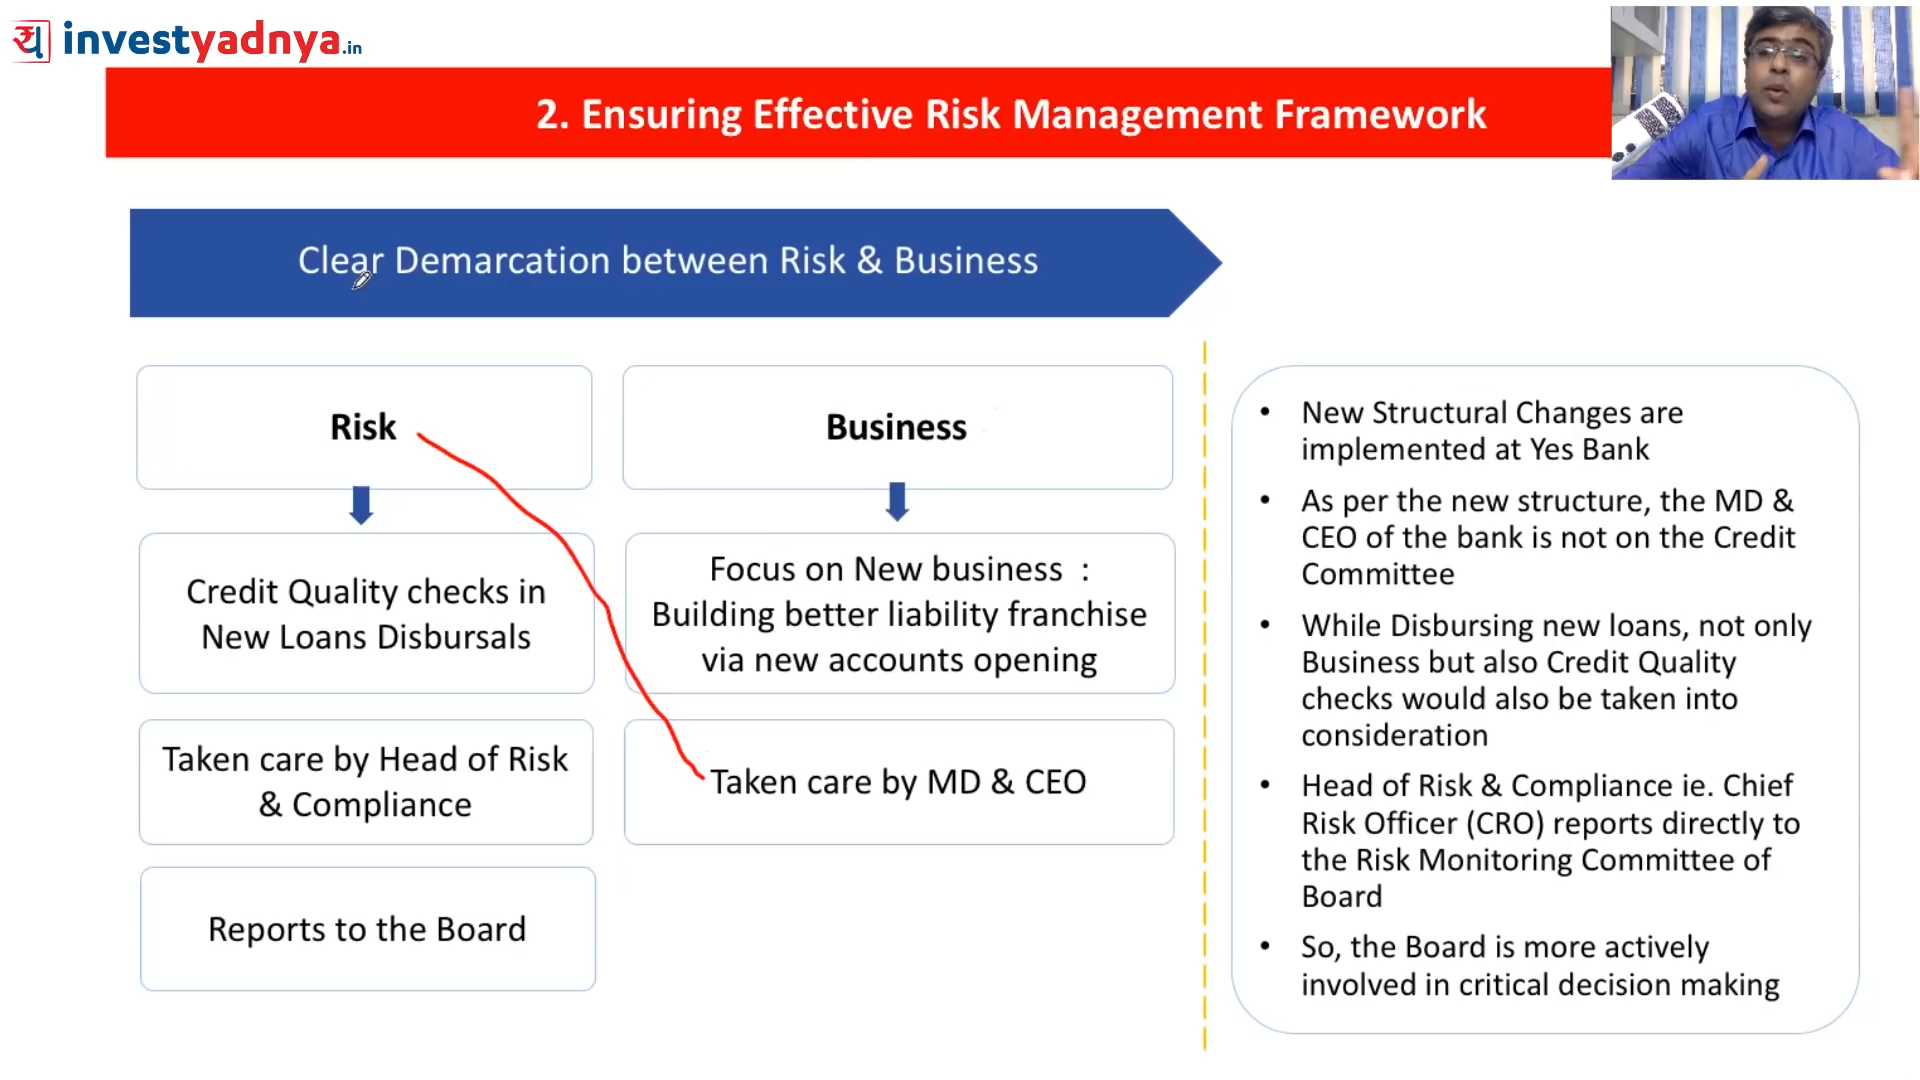 यू investyadnya.in
2. Ensuring Effective Risk Management Framework
Clear Demarcation between Risk & Business
Risk
Credit Quality checks in
New Loans Disbursals
Taken care by Head of Risk
& Compliance
Reports to the Board
Business
Focus on New business :
Building better liability franchise
via new accounts opening
Taken care by MD & CEO
• New Structural Changes are
implemented at Yes Bank
• As per the new structure, the MD &
CEO of the bank is not on the Credit
Committee
• While Disbursing new loans, not only
Business but also Credit Quality
checks would also be taken into
consideration
• Head of Risk & Compliance ie. Chief
Risk Officer (CRO) reports directly to
the Risk Monitoring Committee of
Board
• So, the Board is more actively
involved in critical decision making